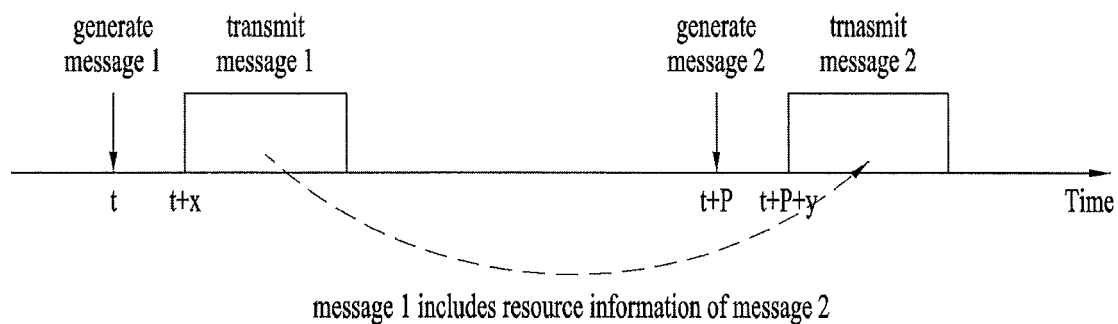 generate
message 1
transmit
message 1
generate
message 2
trnasmit
message 2
t
t+x
t+P
t+P+y
Time
message 1 includes resource information of message 2